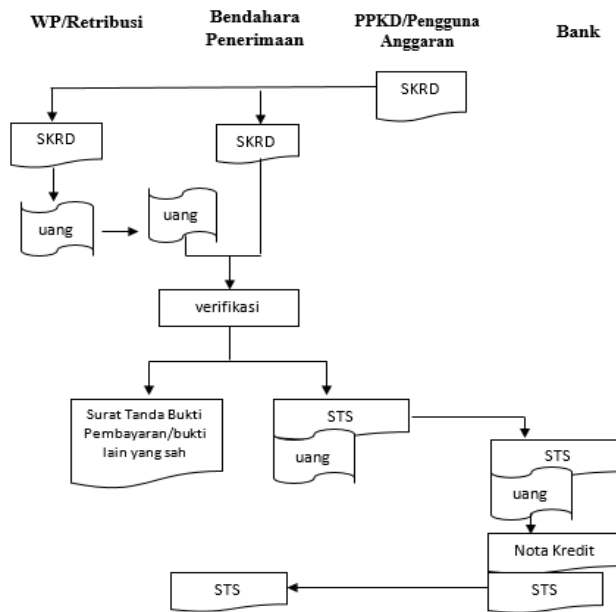 WP/Retribusi
Bendahara
Penerimaan
PPKD/Pengguna
Anggaran
Bank
SKRD
SKRD
SKRD
uang
uang
verifikasi
Surat Tanda Bukti
Pembayaran/bukti
lain yang sah
STS
uang
STS
uang
Nota Kredit
STS
STS